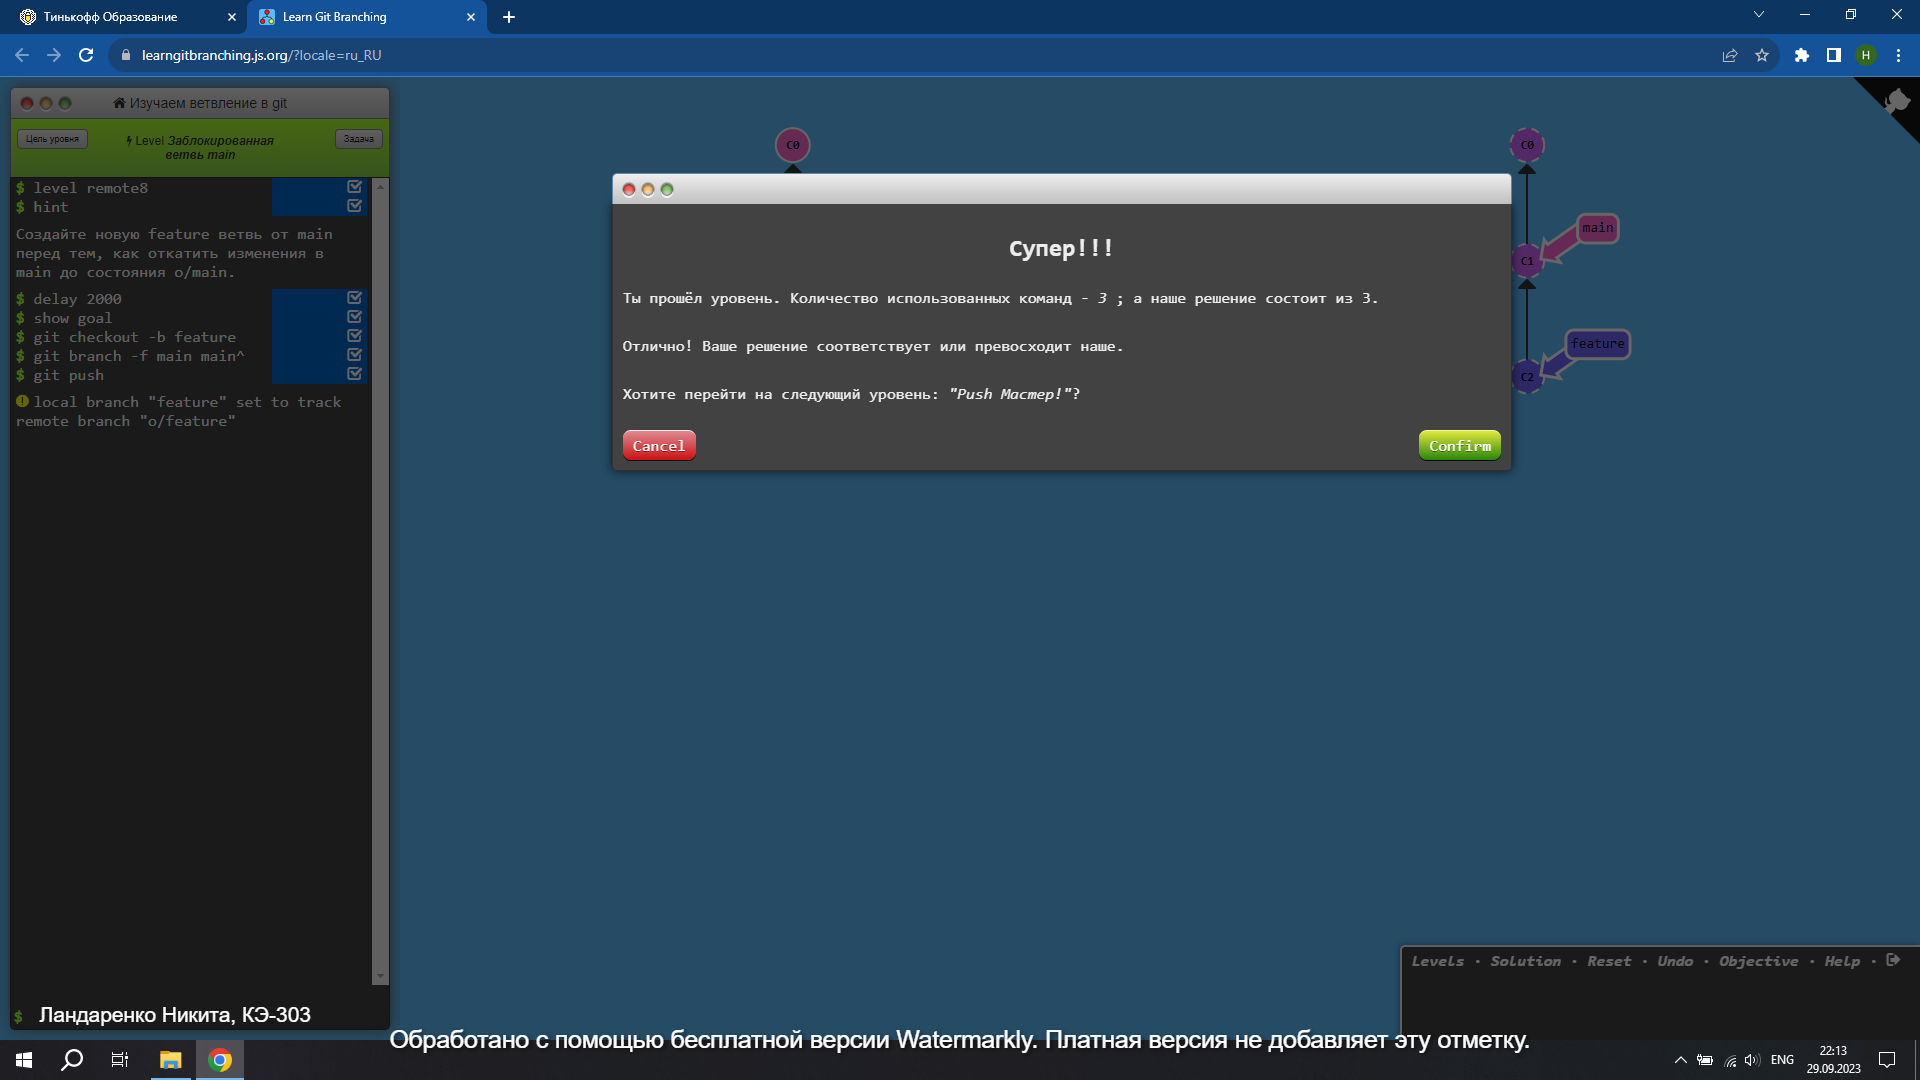 Тинькофф Образование
Learn Git Branching
learngitbranching.js.org/?locale=ru_RU
H
Изучаем ветвление в git
Цель уровня
Level Заблокированная
ветвь main
Задача
$ level remote8
$ hint
Создайте новую feature ветвь от main
перед тем, как откатить изменения в
main до состояния o/main.
$ delay 2000
$ show goal
$ git checkout -b feature
$ git branch -f main main^
$ git push
local branch "feature" set to track
remote branch "o/feature"
$ Ландаренко Никита, КЭ-303
C0
Супер!!!
Ты прошёл уровень. Количество использованных команд - 3 ; а наше решение состоит из 3.
Отлично! Ваше решение соответствует или превосходит наше.
Хотите перейти на следующий уровень: "Push Мастер!"?
Cancel
Confirm
C0
main
C1
feature
C2
Levels · Solution · Reset · Undo · Objective · Help ·
Обработано с помощью бесплатной версии Watermarkly. Платная версия не добавляет эту отметку.
ENG
22:13
29.09.2023